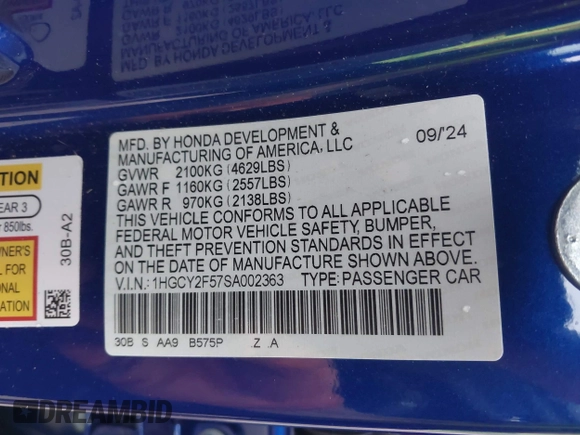 MFD. BY HONDA DEVELOPMENT & 09/'24
MANUFACTURING OF AMERICA, LLC
GVWR 2100KG (4629LBS)
GAWR F 1160KG (2557LBS)
GAWR R 970KG (2138LBS)
THIS VEHICLE CONFORMS TO ALL APPLICABLE
FEDERAL MOTOR VEHICLE SAFETY, BUMPER,
AND THEFT PREVENTION STANDARDS IN EFFECT
ON THE DATE OF MANUFACTURE SHOWN ABOVE.
V.I.N.: 1HGCY2F57SA002363 TYPE: PASSENGER CAR
30B S AA9 B575P Z A
TION
EAR 3
850lbs.
30B-A2
NER'S
L FOR
IONAL
ATION.
DREAMBID